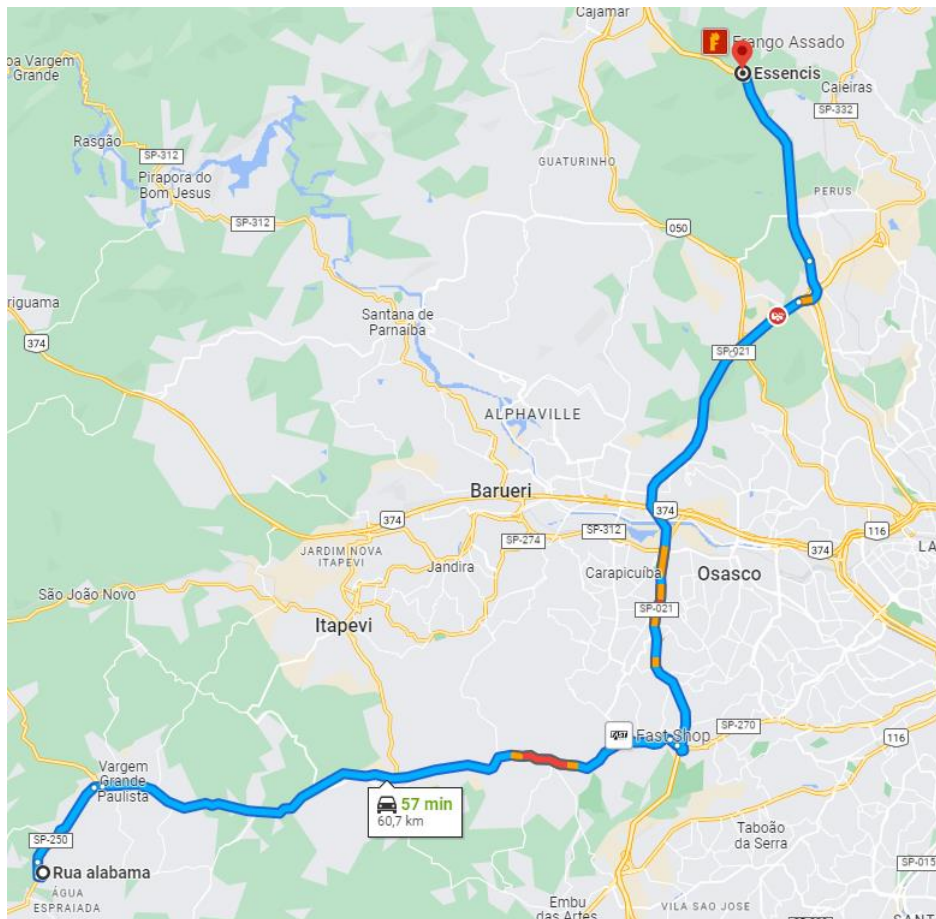 Cajamar
Frango Assado
Essencis
Vargem
Grande
Caieiras
SP-332
Rasgão
SP-312
GUATURINHO
Pirapora do
Bom Jesus
PERUS
SP-312
050
riguama
Santana de
Parnaíba
374
SP-021
ALPHAVILLE
Barueri
374
374
SP-312
116
SP-274
LA
JARDIM NOVA
ITAPEVI
374
Jandira
Carapicuíba
Osasco
São João Novo
SP-021
Itapevi
SP-270
FAST
Fast Shop
116
Vargem
Grande
Paulista
57 min
60,7 km
Taboão
da Serra
SP-250
SP-015
Rua alabama
ÁGUA
ESPRAIADA
Embu
das Artes
VILA SAO JOSE